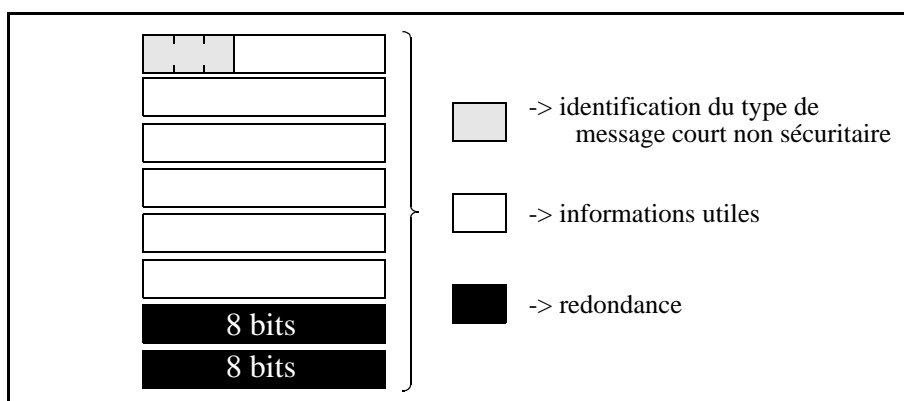 -> identification du type de
message court non sécuritaire
-> informations utiles
-> redondance
8 bits
8 bits